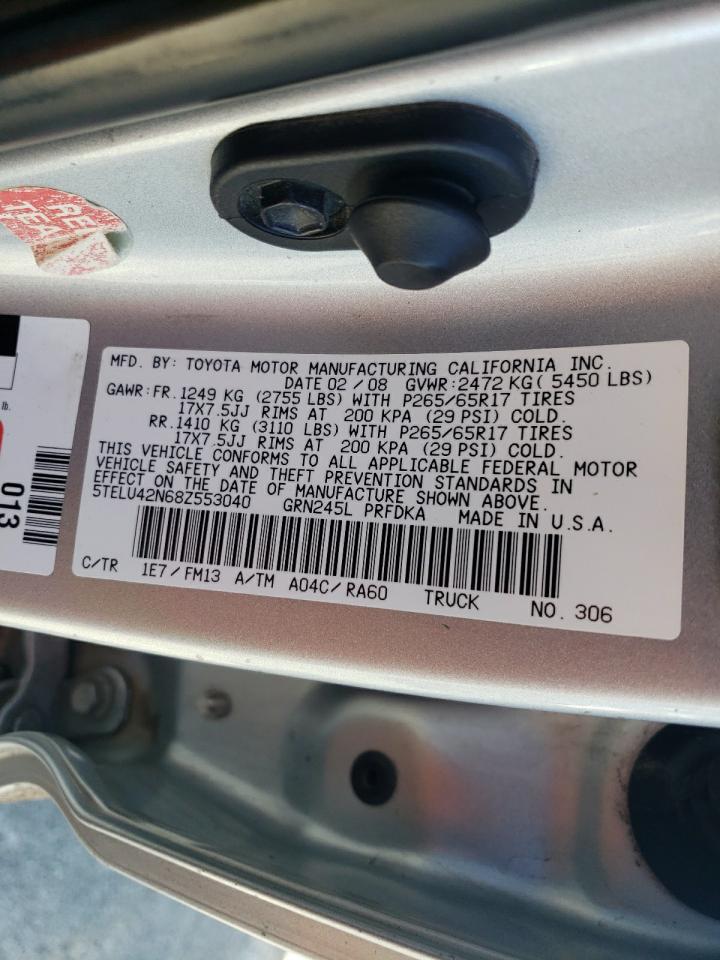 RE
TEA
lb.
013
MFD. BY: TOYOTA MOTOR MANUFACTURING CALIFORNIA INC.
DATE 02 / 08 GVWR: 2472 KG( 5450 LBS)
GAWR: FR. 1249 KG (2755 LBS) WITH P265/65R17 TIRES
17X7.5JJ RIMS AT 200 KPA (29 PSI) COLD.
RR. 1410 KG (3110 LBS) WITH P265/65R17 TIRES
17X7.5JJ RIMS AT 200 KPA (29 PSI) COLD.
THIS VEHICLE CONFORMS TO ALL APPLICABLE FEDERAL MOTOR
VEHICLE SAFETY AND THEFT PREVENTION STANDARDS IN
EFFECT ON THE DATE OF MANUFACTURE SHOWN ABOVE.
5TELU42N68Z553040 GRN245L PRFDKA MADE IN U.S.A.
C/TR 1E7 / FM13 A/TM A04C / RA60 TRUCK NO. 306